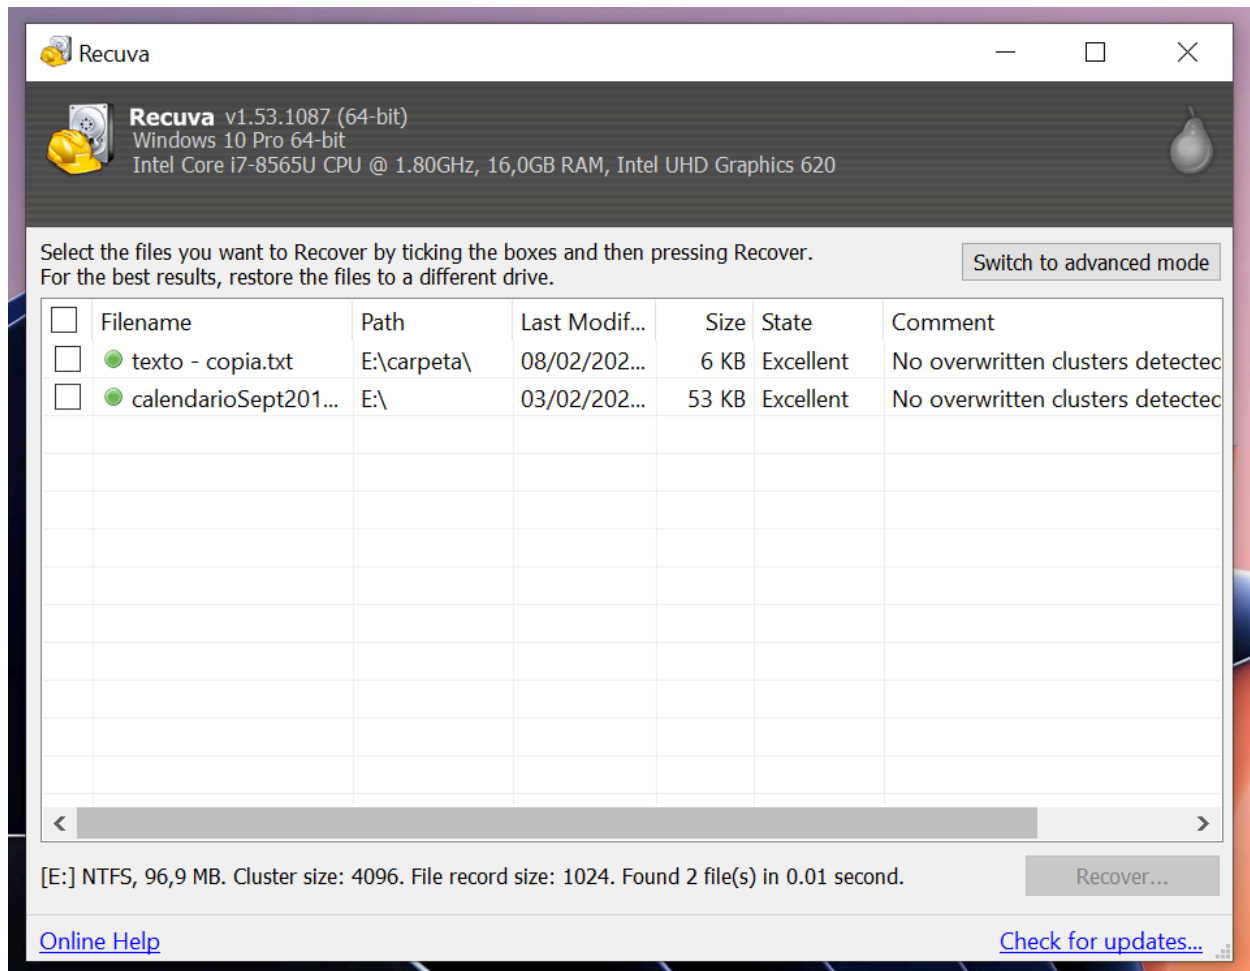 Recuva
Recuva v1.53.1087 (64-bit)
Windows 10 Pro 64-bit
Intel Core i7-8565U CPU @ 1.80GHz, 16,0GB RAM, Intel UHD Graphics 620
Select the files you want to Recover by ticking the boxes and then pressing Recover.
For the best results, restore the files to a different drive.
Switch to advanced mode
Filename Path Last Modif... Size State Comment
texto - copia.txt E:\carpeta\ 08/02/202... 6 KB Excellent No overwritten clusters detected
calendarioSept201... E:\ 03/02/202... 53 KB Excellent No overwritten clusters detected
[E:] NTFS, 96,9 MB. Cluster size: 4096. File record size: 1024. Found 2 file(s) in 0.01 second.
Recover...
Online Help
Check for updates...